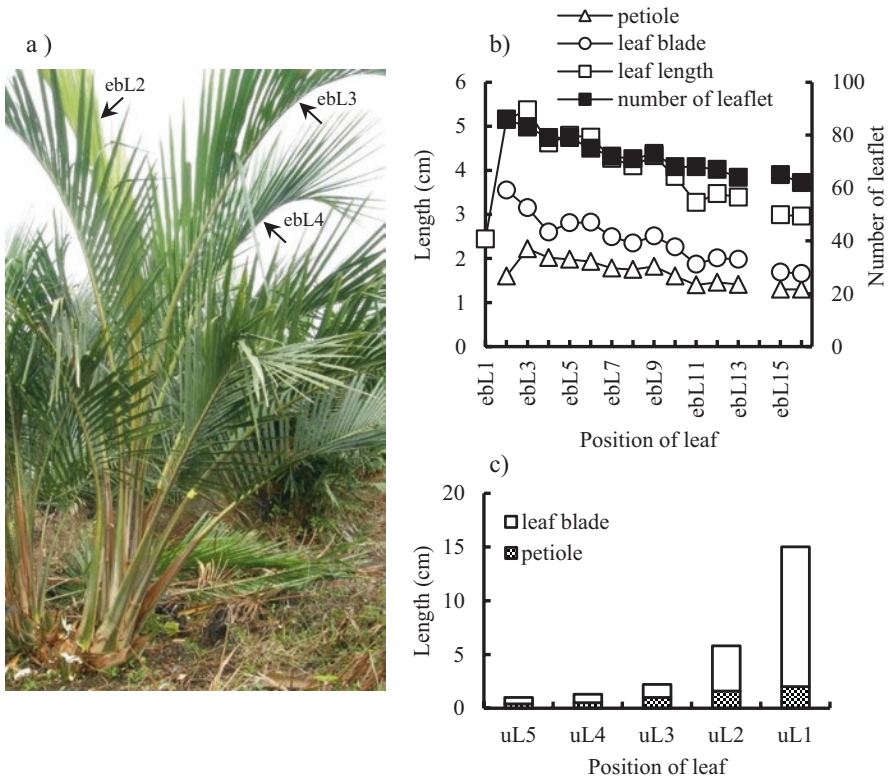 a )
ebL2
ebL3
ebL4
b)
petiole
leaf blade
leaf length
number of leaflet
6
5
4
3
2
1
0
Length (cm)
100
80
60
40
20
0
Number of leaflet
ebL1
ebL3
ebL5
ebL7
ebL9
ebL11
ebL13
ebL15
Position of leaf
c)
leaf blade
petiole
20
15
10
5
0
Length (cm)
uL5
uL4
uL3
uL2
uL1
Position of leaf